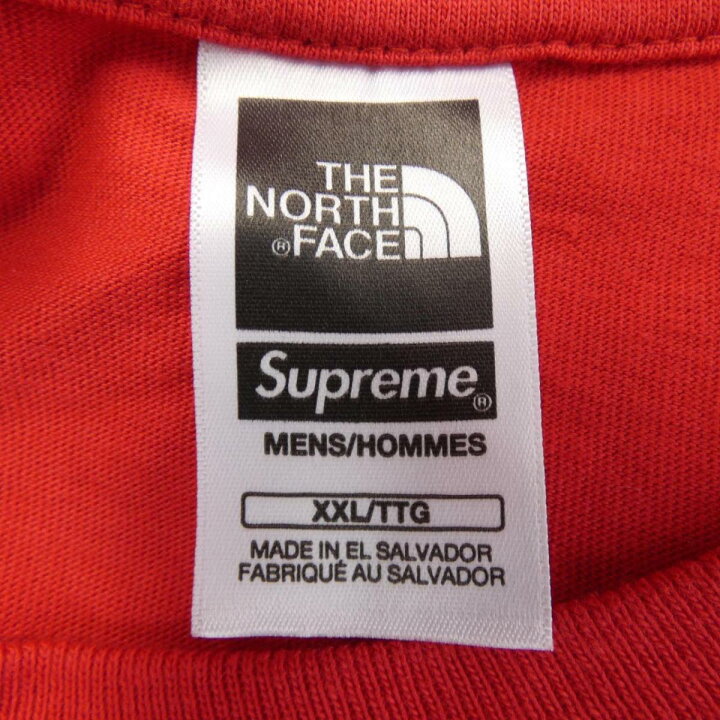 THE
NORTH
® FACE
Supreme ®
MENS/HOMMES
XXL/TTG
MADE IN EL SALVADOR
FABRIQUÉ AU SALVADOR